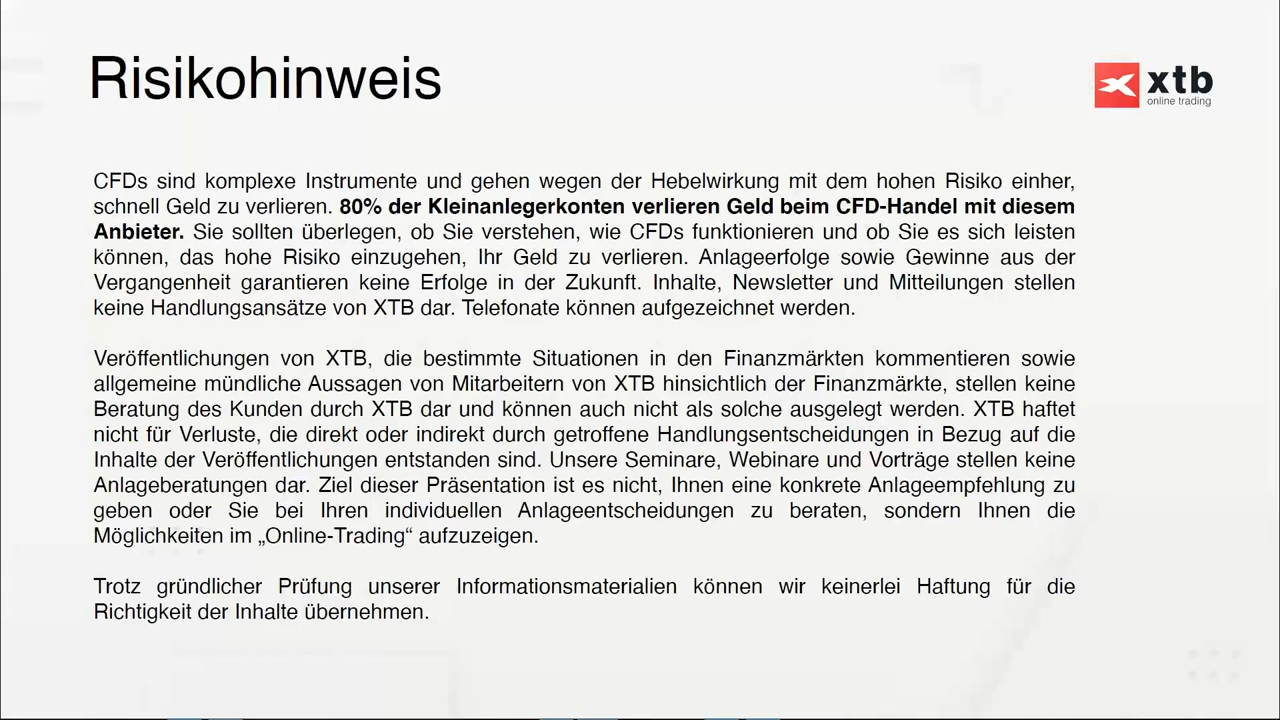 Risikohinweis
xtb
online trading
CFDs sind komplexe Instrumente und gehen wegen der Hebelwirkung mit dem hohen Risiko einher,
schnell Geld zu verlieren. 80% der Kleinanlegerkonten verlieren Geld beim CFD-Handel mit diesem
Anbieter. Sie sollten überlegen, ob Sie verstehen, wie CFDs funktionieren und ob Sie es sich leisten
können, das hohe Risiko einzugehen, Ihr Geld zu verlieren. Anlageerfolge sowie Gewinne aus der
Vergangenheit garantieren keine Erfolge in der Zukunft. Inhalte, Newsletter und Mitteilungen stellen
keine Handlungsansätze von XTB dar. Telefonate können aufgezeichnet werden.
Veröffentlichungen von XTB, die bestimmte Situationen in den Finanzmärkten kommentieren sowie
allgemeine mündliche Aussagen von Mitarbeitern von XTB hinsichtlich der Finanzmärkte, stellen keine
Beratung des Kunden durch XTB dar und können auch nicht als solche ausgelegt werden. XTB haftet
nicht für Verluste, die direkt oder indirekt durch getroffene Handlungsentscheidungen in Bezug auf die
Inhalte der Veröffentlichungen entstanden sind. Unsere Seminare, Webinare und Vorträge stellen keine
Anlageberatungen dar. Ziel dieser Präsentation ist es nicht, Ihnen eine konkrete Anlageempfehlung zu
geben oder Sie bei Ihren individuellen Anlageentscheidungen zu beraten, sondern Ihnen die
Möglichkeiten im „Online-Trading“ aufzuzeigen.
Trotz gründlicher Prüfung unserer Informationsmaterialien können wir keinerlei Haftung für die
Richtigkeit der Inhalte übernehmen.